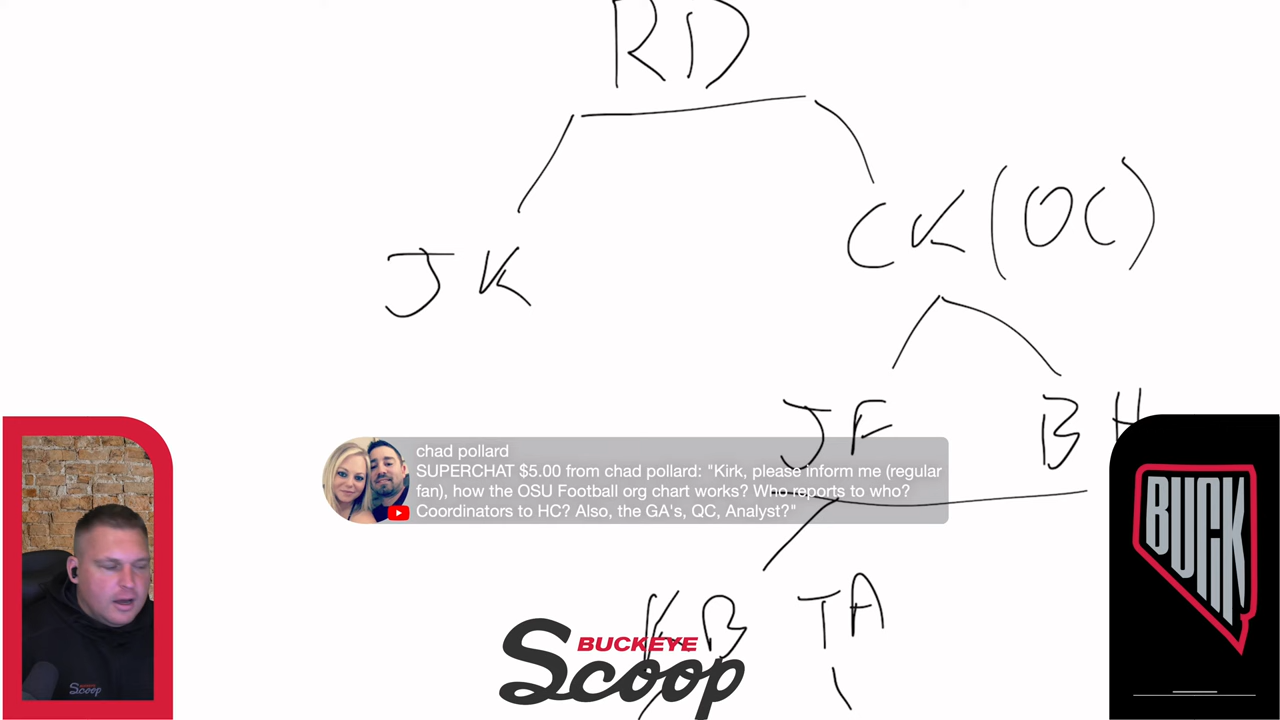 RD
JK
CK (OC)
JF
BH
chad pollard
SUPERCHAT $5.00 from chad pollard: "Kirk, please inform me (regular
fan), how the OSU Football org chart works? Who reports to who?
Coordinators to HC? Also, the GA's, QC, Analyst?"
KB TA
BUCKEYE
Scoop
BUCK